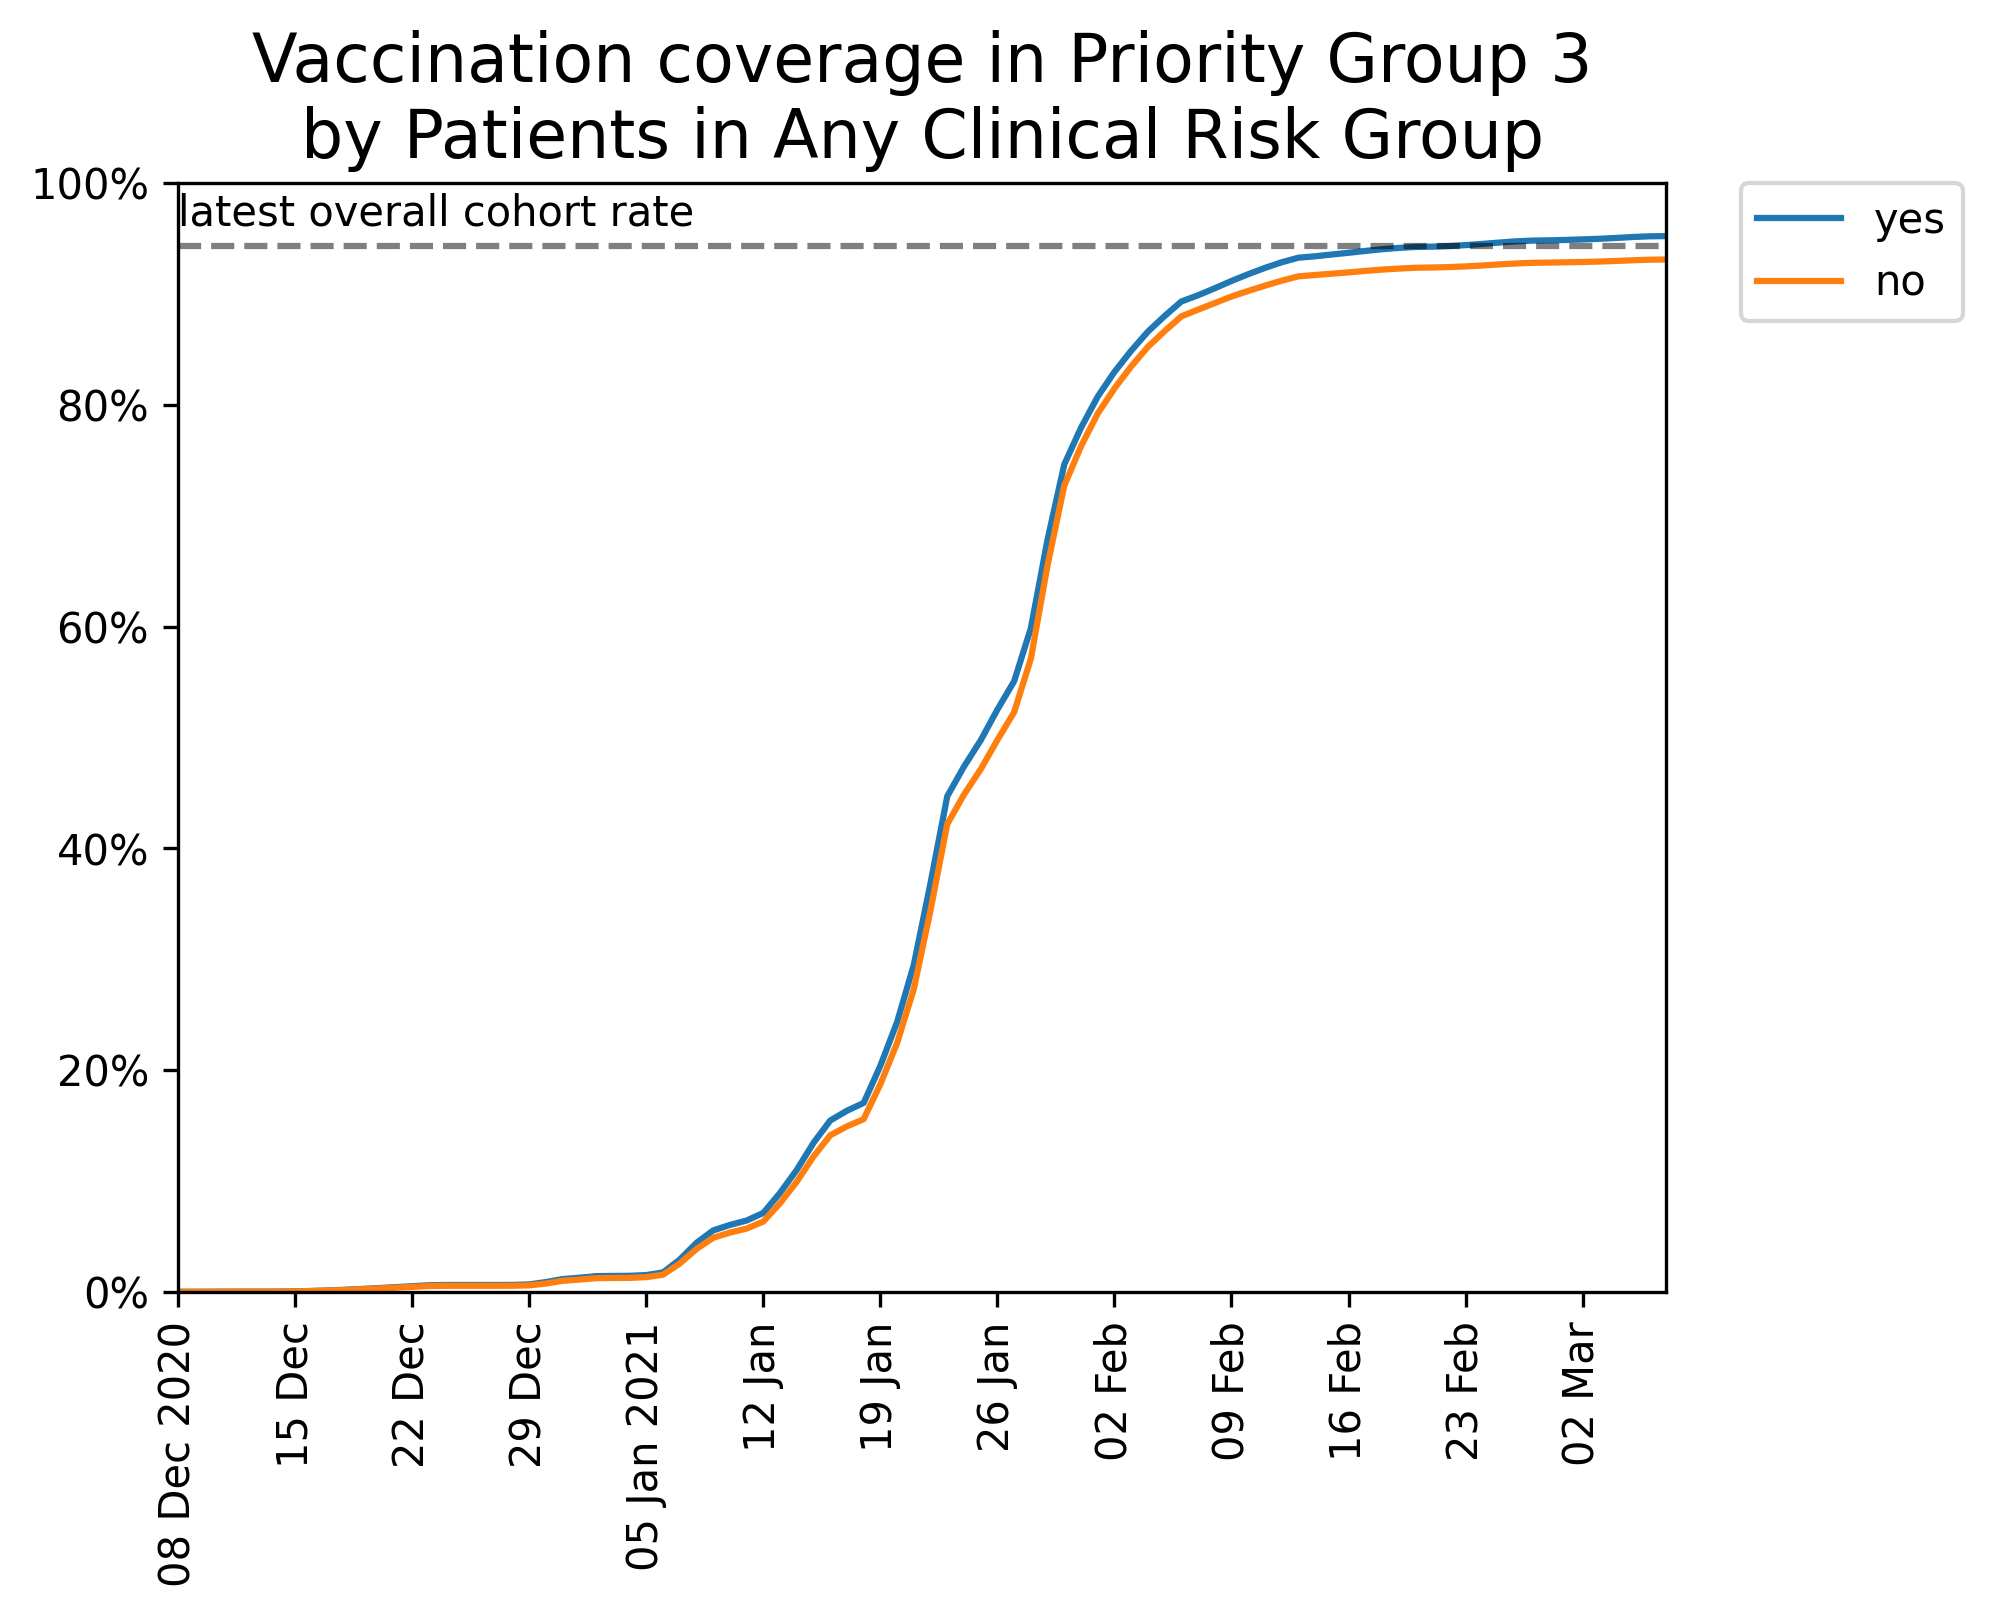 Vaccination coverage in Priority Group 3
by Patients in Any Clinical Risk Group
100%
latest overall cohort rate
yes
no
80%
60%
40%
20%
0%
08 Dec 2020
15 Dec
22 Dec
29 Dec
05 Jan 2021
12 Jan
19 Jan
26 Jan
02 Feb
09 Feb
16 Feb
23 Feb
02 Mar